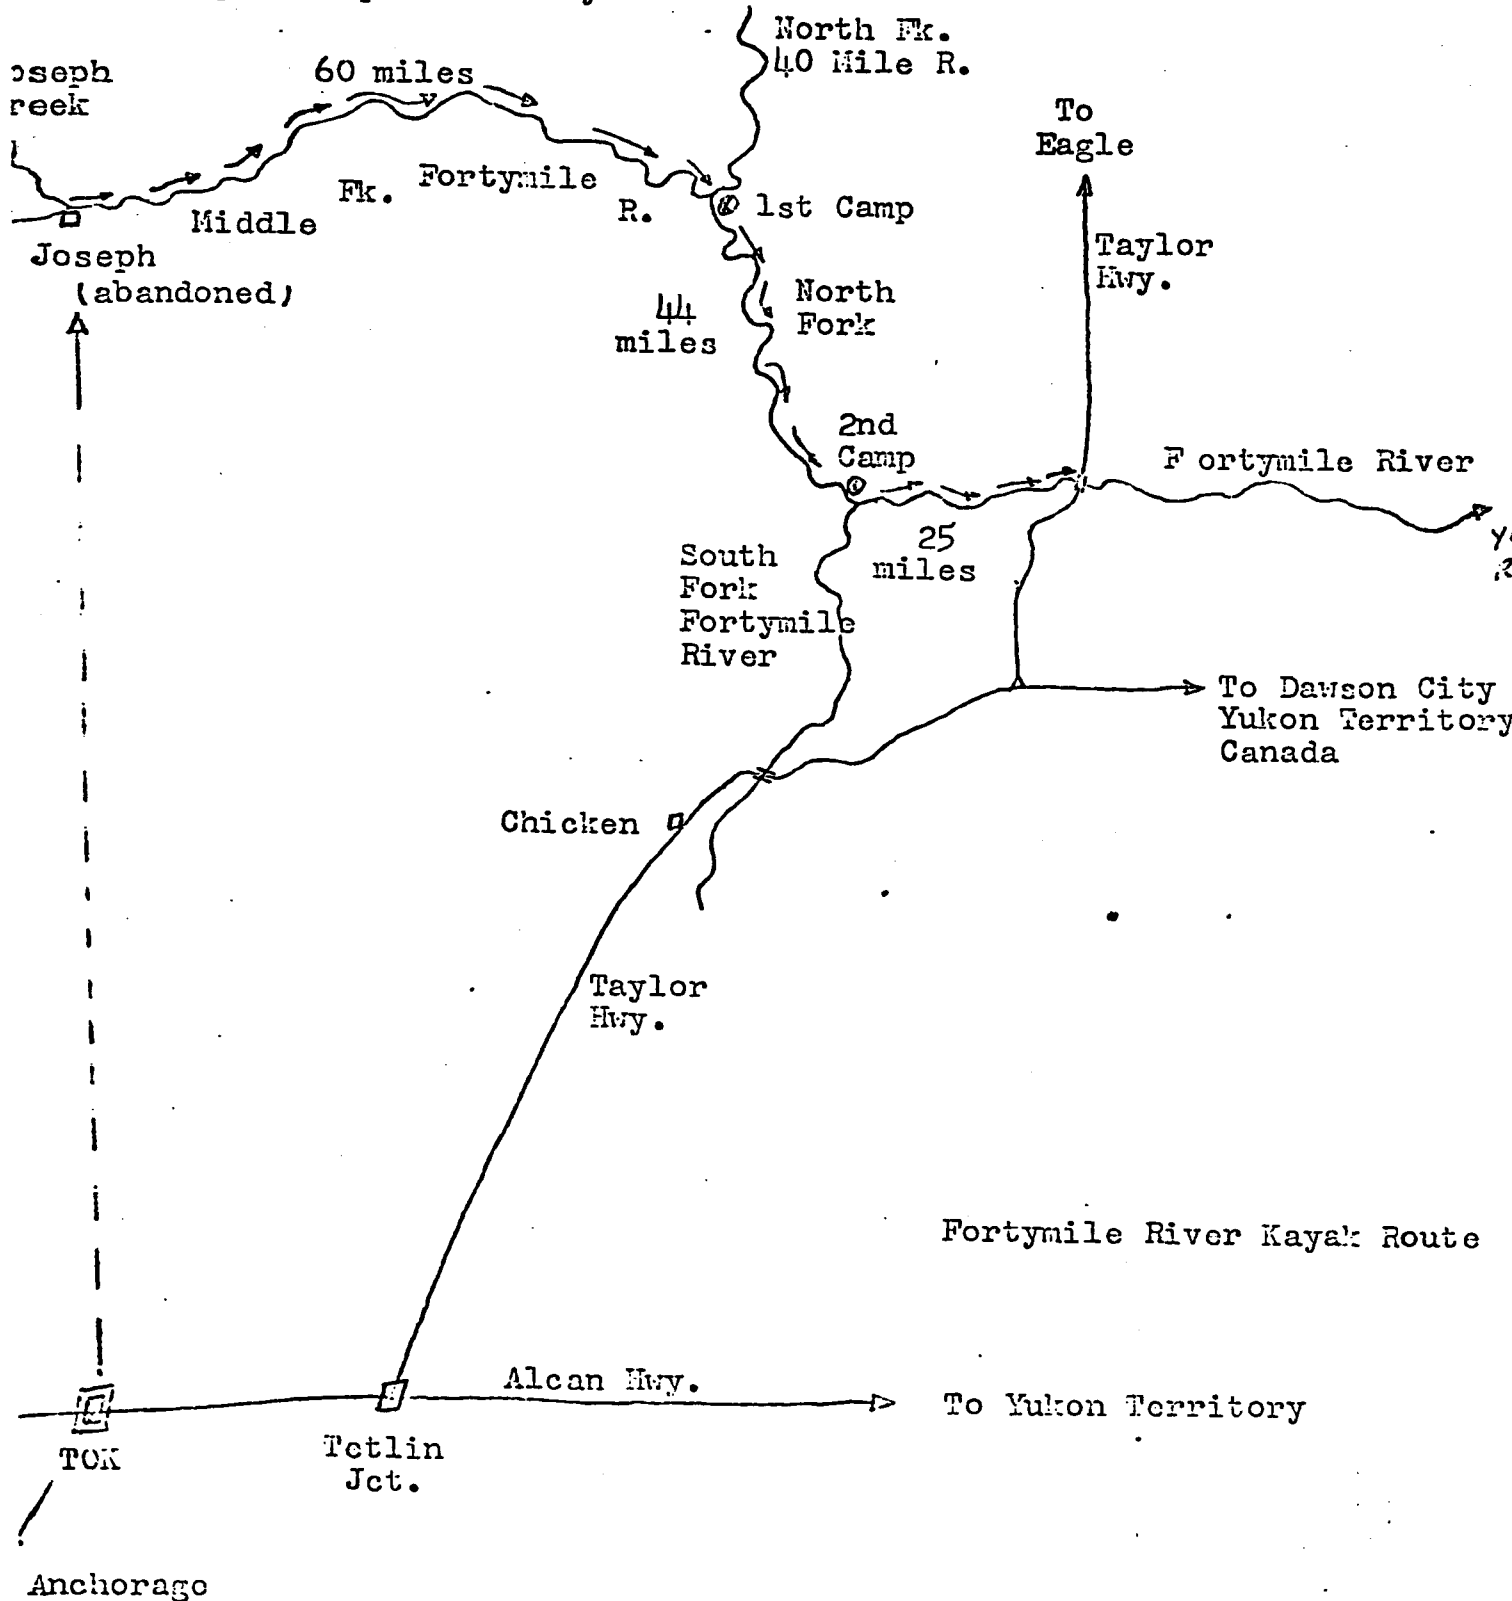 North Fk.
40 Mile R.
60 miles
To
Eagle
Fk. Fortymile
R.
Middle
1st Camp
Joseph
(abandoned)
Taylor
Hwy.
44
miles
North
Fork
2nd
Camp
Fortymile River
25
miles
South
Fork
Fortymile
River
To Dawson City
Yukon Territory
Canada
Chicken
Taylor
Hwy.
Fortymile River Kayak Route
Alcan Hwy.
To Yukon Territory
TOK
Tetlin
Jct.
Anchorage